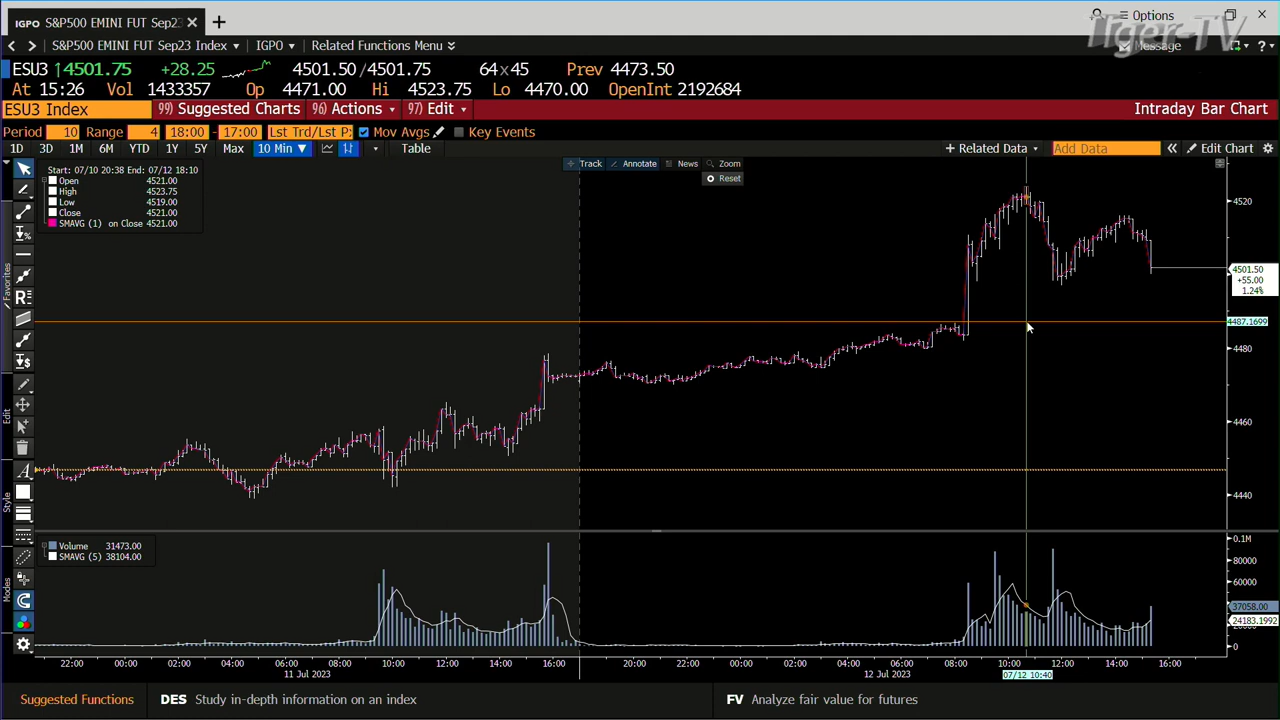 IGPO S&P500 EMINI FUT Sep23
Options
Tiger-TV
S&P500 EMINI FUT Sep23 Index IGPO Related Functions Menu
Message
ESU3 ↑4501.75 +28.25 4501.50/4501.75 64×45 Prev 4473.50
At 15:26 Vol 1433357 Op 4471.00 Hi 4523.75 Lo 4470.00 OpenInt 2192684
ESU3 Index 99) Suggested Charts 96) Actions 97) Edit Intraday Bar Chart
Period 10 Range 4 18:00 - 17:00 Lst Trd/Lst P Mov Avgs Key Events
1D 3D 1M 6M YTD 1Y 5Y Max 10 Min ▼ Table + Related Data Add Data « Edit Chart
Track Annotate News Zoom
Reset
Start: 07/10 20:38 End: 07/12 18:10
Open 4521.00
High 4523.75
Low 4519.00
Close 4521.00
SMAVG (1) on Close 4521.00
Favorites
Edit
Style
Modes
4520
4501.50
+55.00
1.24%
4487.1699
4480
4460
4440
Volume 31473.00
SMAVG (5) 38104.00
0.1M
80000
60000
37058.00
24183.1992
0
22:00 00:00 02:00 04:00 06:00 08:00 10:00 12:00 14:00 16:00 20:00 22:00 00:00 02:00 04:00 06:00 08:00 10:00 12:00 14:00 16:00
11 Jul 2023 12 Jul 2023 07/12 10:40
Suggested Functions DES Study in-depth information on an index FV Analyze fair value for futures